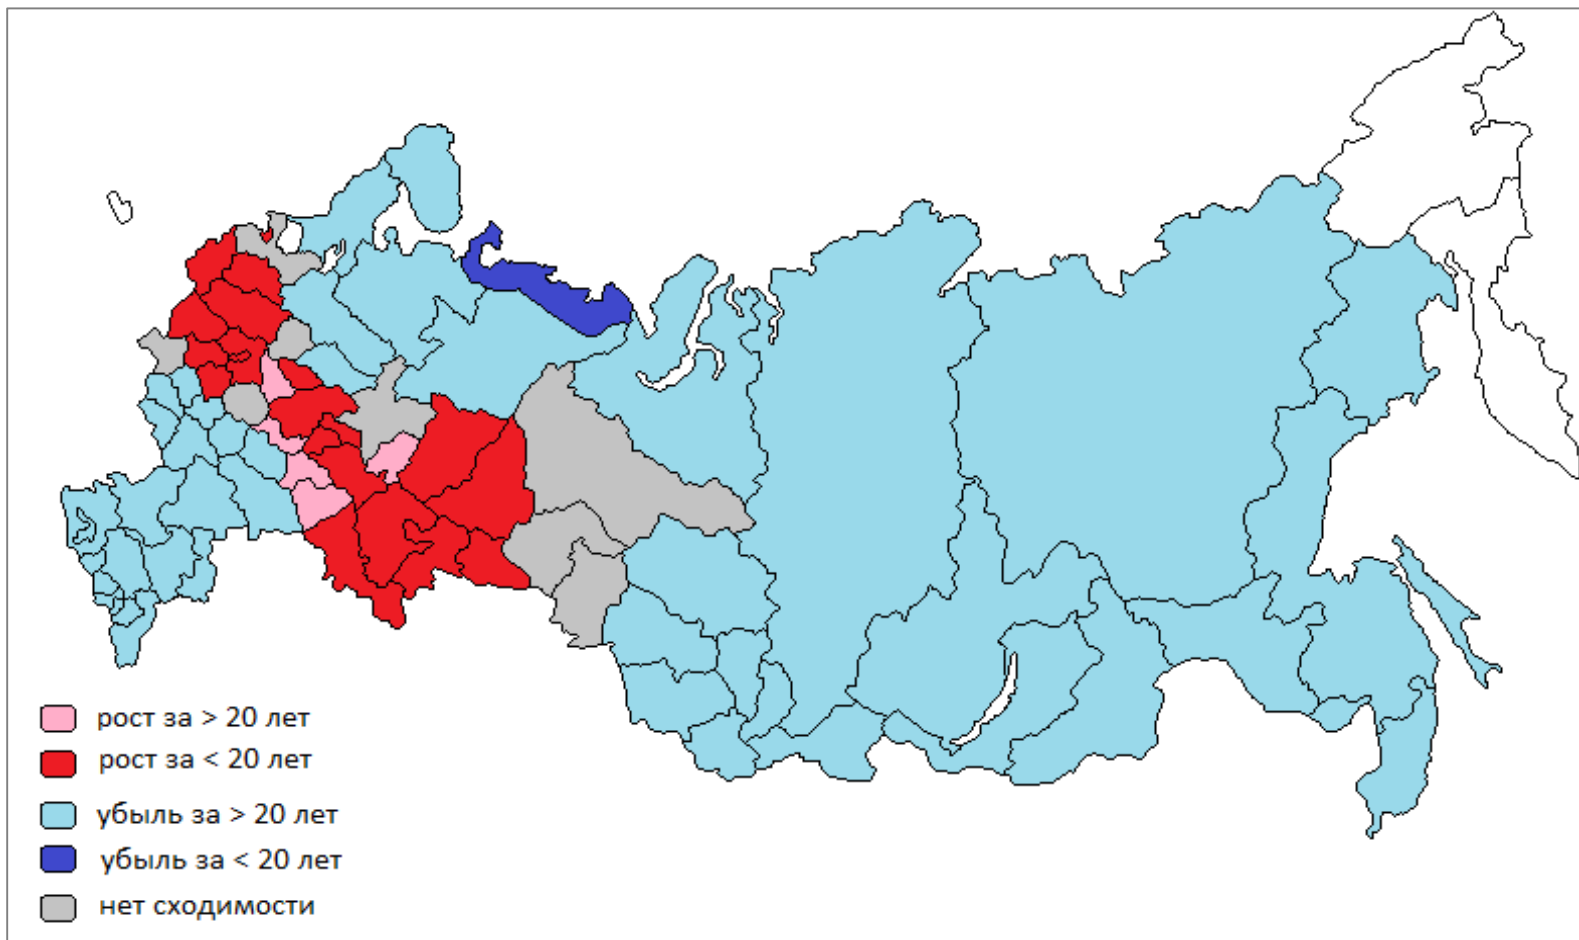 рост за > 20 лет
рост за < 20 лет
убыль за > 20 лет
убыль за < 20 лет
нет сходимости